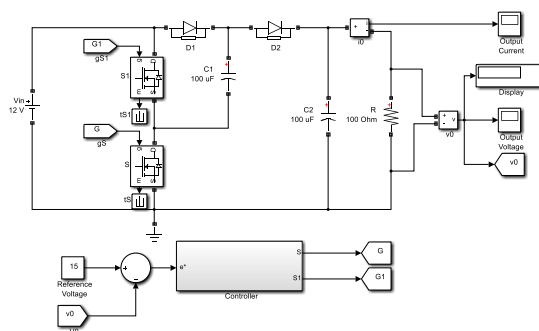 G1
gS1
S1
D
g
E
S
tS1
G
gS
S
D
g
E
S
tS
Vin
12 V
D1
D2
C1
100 uF
C2
100 uF
R
100 Ohm
i0
i
v0
v
Output
Current
Display
Output
Voltage
v0
15
Reference
Voltage
v0
e*
S
S1
Controller
G
G1